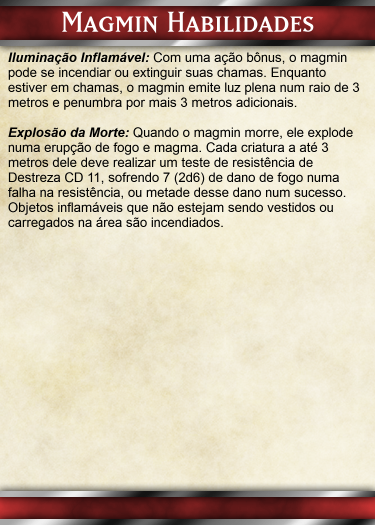 Magmin Habilidades
Iluminação Inflamável: Com uma ação bônus, o magmin
pode se incendiar ou extinguir suas chamas. Enquanto
estiver em chamas, o magmin emite luz plena num raio de 3
metros e penumbra por mais 3 metros adicionais.
Explosão da Morte: Quando o magmin morre, ele explode
numa erupção de fogo e magma. Cada criatura a até 3
metros dele deve realizar um teste de resistência de
Destreza CD 11, sofrendo 7 (2d6) de dano de fogo numa
falha na resistência, ou metade desse dano num sucesso.
Objetos inflamáveis que não estejam sendo vestidos ou
carregados na área são incendiados.